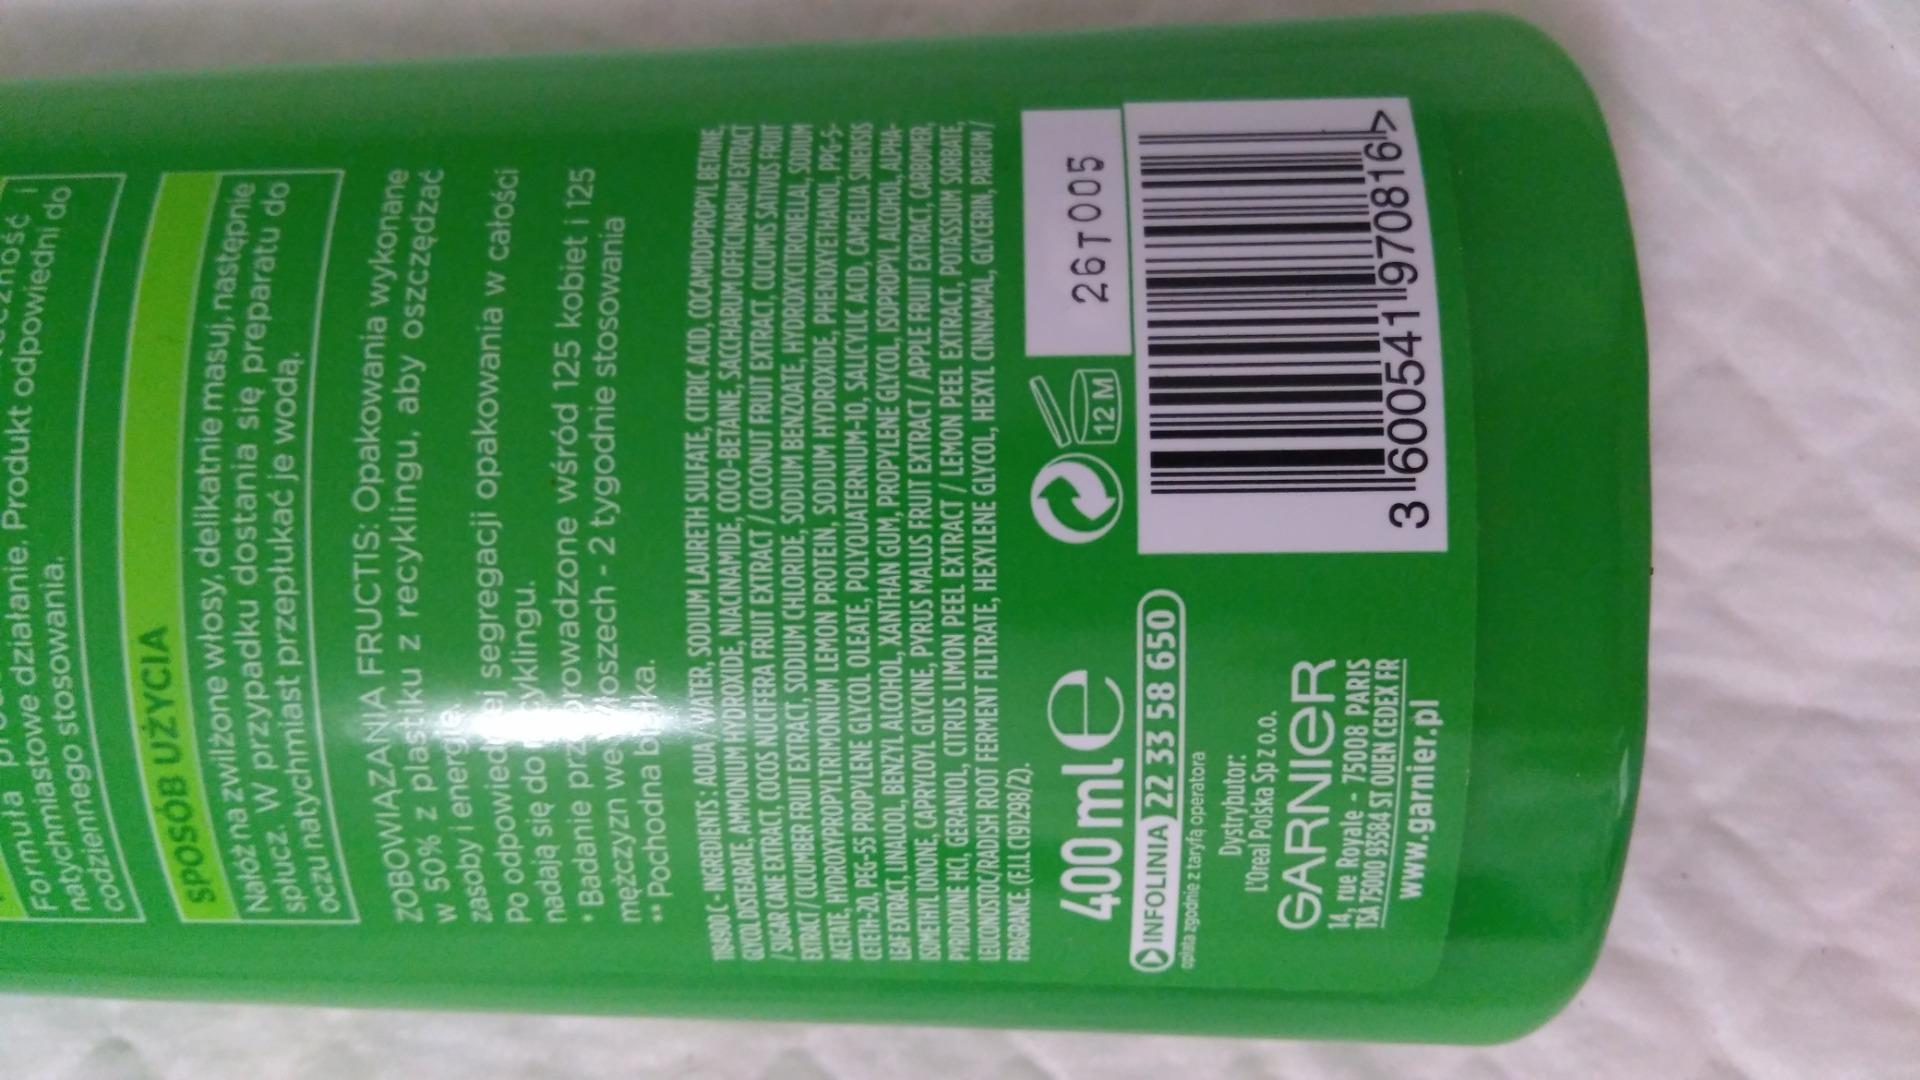 Formuła
natychmiastowe działanie. Produkt odpowiedni do
codziennego stosowania.
SPOSÓB UŻYCIA
Nałóż na zwilżone włosy, delikatnie masuj, następnie
spłucz. W przypadku dostania się preparatu do
oczu natychmiast przepłukać je wodą.
ZOBOWIĄZANIA FRUCTIS: Opakowania wykonane
w 50% z plastiku z recyklingu, aby oszczędzać
zasoby i energię.
Po odpowiedniej segregacji opakowania w całości
nadają się do recyklingu.
* Badanie przeprowadzone wśród 125 kobiet i 125
mężczyzn we włoszech - 2 tygodnie stosowania
** Pochodna białka.
C - INGREDIENTS : AQUA / WATER, SODIUM LAURETH SULFATE, CITRIC ACID, COCAMIDOPROPYL BETAINE,
GLYCOL DISTEARATE, AMMONIUM HYDROXIDE, NIACINAMIDE, COCO-BETAINE, SACCHARUM OFFICINARUM EXTRACT
/ SUGAR CANE EXTRACT, COCOS NUCIFERA FRUIT EXTRACT / COCONUT FRUIT EXTRACT, CUCUMIS SATIVUS FRUIT
EXTRACT / CUCUMBER FRUIT EXTRACT, SODIUM CHLORIDE, SODIUM BENZOATE, HYDROXYCITRONELLAL, SODIUM
ACETATE, HYDROXYPROPYLTRIMONIUM LEMON PROTEIN, SODIUM HYDROXIDE, PHENOXYETHANOL, PPG-5-
CETETH-20, PEG-55 PROPYLENE GLYCOL OLEATE, POLYQUATERNIUM-10, SALICYLIC ACID, CAMELLIA SINENSIS
LEAF EXTRACT, LINALOOL, BENZYL ALCOHOL, XANTHAN GUM, PROPYLENE GLYCOL, ISOPROPYL ALCOHOL, ALPHA-
ISOMETHYL IONONE, CAPRYLOYL GLYCINE, PYRUS MALUS FRUIT EXTRACT / APPLE FRUIT EXTRACT, CARBOMER,
PYRIDOXINE HCl, GERANIOL, CITRUS LIMON PEEL EXTRACT / LEMON PEEL EXTRACT, POTASSIUM SORBATE,
LEUCONOSTOC/RADISH ROOT FERMENT FILTRATE, HEXYLENE GLYCOL, HEXYL CINNAMAL, GLYCERIN, PARFUM /
FRAGRANCE. (F.I.L C197298/2).
400 ml e
12 M
26T005
INFOLINIA 22 33 58 650
opłata zgodnie z taryfą operatora
Dystrybutor:
L'Oreal Polska Sp z o.o.
GARNIER
14, rue Royale - 75008 PARIS
TSA 75000 93584 ST OUEN CEDEX FR
www.garnier.pl
3 600541 970816 >